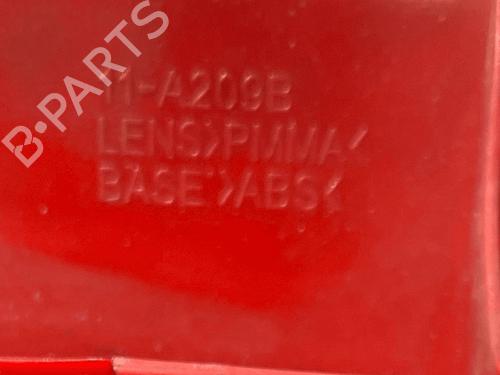 B-PARTS
11-A209B
LENS>PMMA<
BASE>ABS<